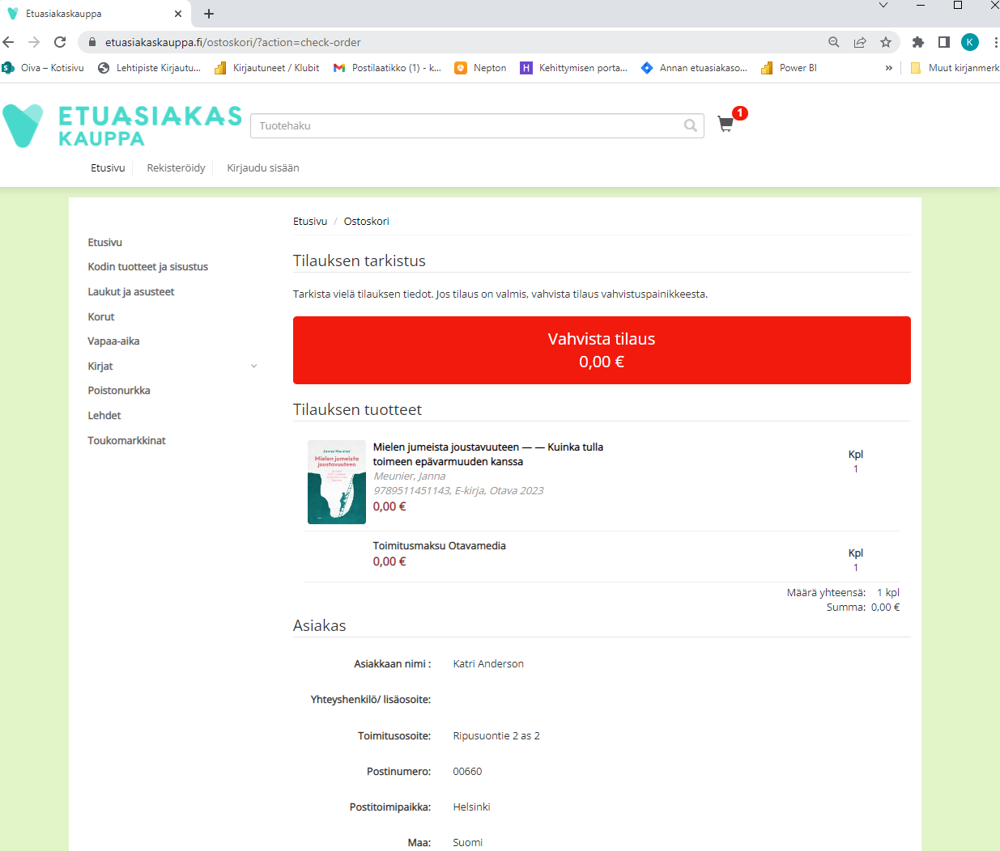 Etuasiakaskauppa
etuasiakaskauppa.fi/ostoskori/?action=check-order
K
Oiva – Kotisivu
Lehtipiste Kirjautu...
Kirjautuneet / Klubit
Postilaatikko (1) - k...
Nepton
H
Kehittymisen porta...
Annan etuasiakaso...
Power BI
»
Muut kirjanmerk
ETUASIAKAS
KAUPPA
Tuotehaku
1
Etusivu
Rekisteröidy
Kirjaudu sisään
Etusivu / Ostoskori
Etusivu
Kodin tuotteet ja sisustus
Laukut ja asusteet
Korut
Vapaa-aika
Kirjat
Poistonurkka
Lehdet
Toukomarkkinat
Tilauksen tarkistus
Tarkista vielä tilauksen tiedot. Jos tilaus on valmis, vahvista tilaus vahvistuspainikkeesta.
Vahvista tilaus
0,00 €
Tilauksen tuotteet
Janna Meunier
Mielen jumeista
joustavuuteen
Mielen jumeista joustavuuteen — — Kuinka tulla
toimeen epävarmuuden kanssa
Meunier, Janna
9789511451143, E-kirja, Otava 2023
0,00 €
Kpl
1
Toimitusmaksu Otavamedia
0,00 €
Kpl
1
Määrä yhteensä: 1 kpl
Summa: 0,00 €
Asiakas
Asiakkaan nimi : Katri Anderson
Yhteyshenkilö/ lisäosoite:
Toimitusosoite: Ripusuontie 2 as 2
Postinumero: 00660
Postitoimipaikka: Helsinki
Maa: Suomi